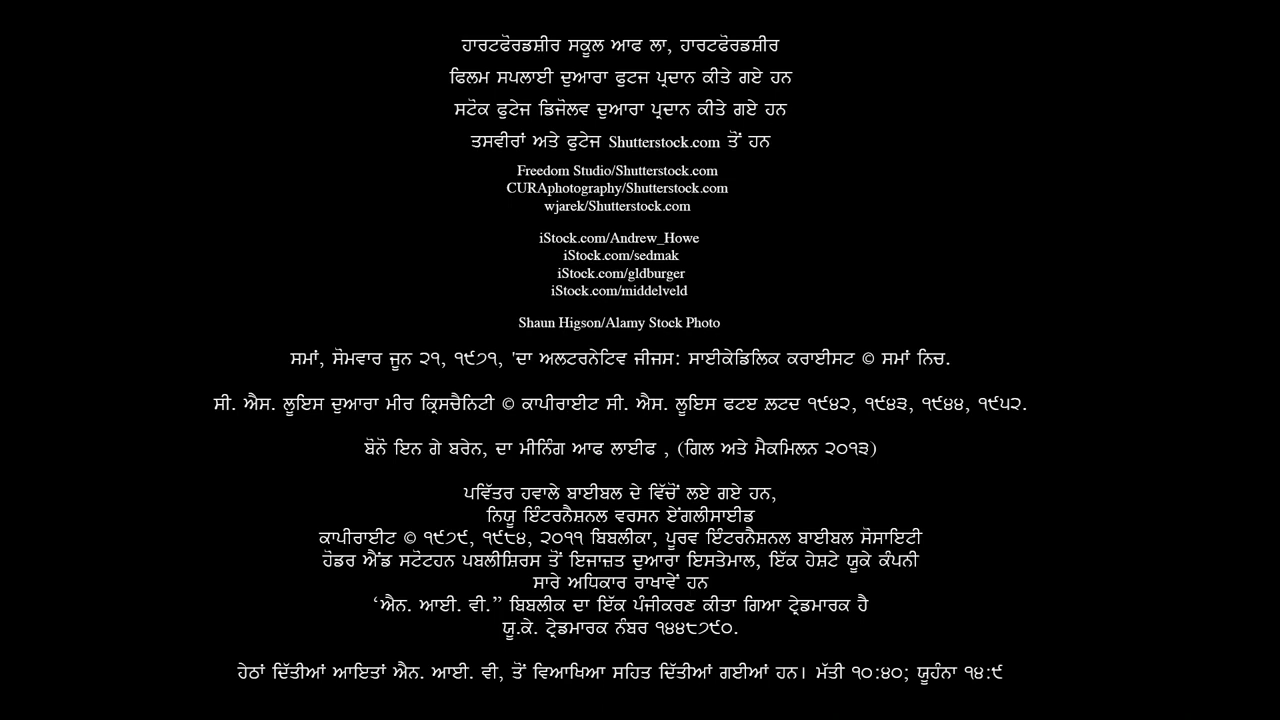 ਹਾਰਟਫੋਰਡਸ਼ੀਰ ਸਕੂਲ ਆਫ ਲਾ, ਹਾਰਟਫੋਰਡਸ਼ੀਰ
ਫਿਲਮ ਸਪਲਾਈ ਦੁਆਰਾ ਫੁਟਜ ਪ੍ਰਦਾਨ ਕੀਤੇ ਗਏ ਹਨ
ਸਟੋਕ ਫੁਟੇਜ ਡਿਜੋਲਵ ਦੁਆਰਾ ਪ੍ਰਦਾਨ ਕੀਤੇ ਗਏ ਹਨ
ਤਸਵੀਰਾਂ ਅਤੇ ਫੁਟੇਜ Shutterstock.com ਤੋਂ ਹਨ
Freedom Studio/Shutterstock.com
CURAphotography/Shutterstock.com
wjarek/Shutterstock.com
iStock.com/Andrew_Howe
iStock.com/sedmak
iStock.com/gldburger
iStock.com/middelveld
Shaun Higson/Alamy Stock Photo
ਸਮਾਂ, ਸੋਮਵਾਰ ਜੂਨ ੨੧, ੧੯੭੧, 'ਦਾ ਅਲਟਰਨੇਟਿਵ ਜੀਜਸ: ਸਾਈਕੇਡਿਲਿਕ ਕਰਾਈਸਟ © ਸਮਾਂ ਨਿਚ.
ਸੀ. ਐਸ. ਲੂਇਸ ਦੁਆਰਾ ਮੀਰ ਕ੍ਰਿਸਚੈਨਿਟੀ © ਕਾਪੀਰਾਈਟ ਸੀ. ਐਸ. ਲੂਇਸ ਫਟੲ ਲ਼ਟਦ ੧੯੪੨, ੧੯੪੩, ੧੯੪੪, ੧੯੫੨.
ਬੋਨੋ ਇਨ ਗੇ ਬਰੇਨ, ਦਾ ਮੀਨਿੰਗ ਆਫ ਲਾਈਫ , (ਗਿਲ ਅਤੇ ਮੈਕਮਿਲਨ ੨੦੧੩)
ਪਵਿੱਤਰ ਹਵਾਲੇ ਬਾਈਬਲ ਦੇ ਵਿੱਚੋਂ ਲਏ ਗਏ ਹਨ,
ਨਿਯੂ ਇੰਟਰਨੈਸ਼ਨਲ ਵਰਸਨ ਏਂਗਲੀਸਾਈਡ
ਕਾਪੀਰਾਈਟ © ੧੯੭੯, ੧੯੮੪, ੨੦੧੧ ਬਿਬਲੀਕਾ, ਪੂਰਵ ਇੰਟਰਨੈਸ਼ਨਲ ਬਾਈਬਲ ਸੋਸਾਇਟੀ
ਹੋਡਰ ਐਂਡ ਸਟੋਟਹਨ ਪਬਲੀਸ਼ਿਰਸ ਤੋਂ ਇਜਾਜ਼ਤ ਦੁਆਰਾ ਇਸਤੇਮਾਲ, ਇੱਕ ਹੇਸ਼ਟੇ ਯੂਕੇ ਕੰਪਨੀ
ਸਾਰੇ ਅਧਿਕਾਰ ਰਾਖਾਵੇਂ ਹਨ
‘ਐਨ. ਆਈ. ਵੀ.” ਬਿਬਲੀਕ ਦਾ ਇੱਕ ਪੰਜੀਕਰਣ ਕੀਤਾ ਗਿਆ ਟ੍ਰੇਡਮਾਰਕ ਹੈ
ਯੂ.ਕੇ. ਟ੍ਰੇਡਮਾਰਕ ਨੰਬਰ ੧੪੪੮੭੯੦.
ਹੇਠਾਂ ਦਿੱਤੀਆਂ ਆਇਤਾਂ ਐਨ. ਆਈ. ਵੀ, ਤੋਂ ਵਿਆਖਿਆ ਸਹਿਤ ਦਿੱਤੀਆਂ ਗਈਆਂ ਹਨ। ਮੱਤੀ ੧੦:੪੦; ਯੂਹੰਨਾ ੧੪:੯